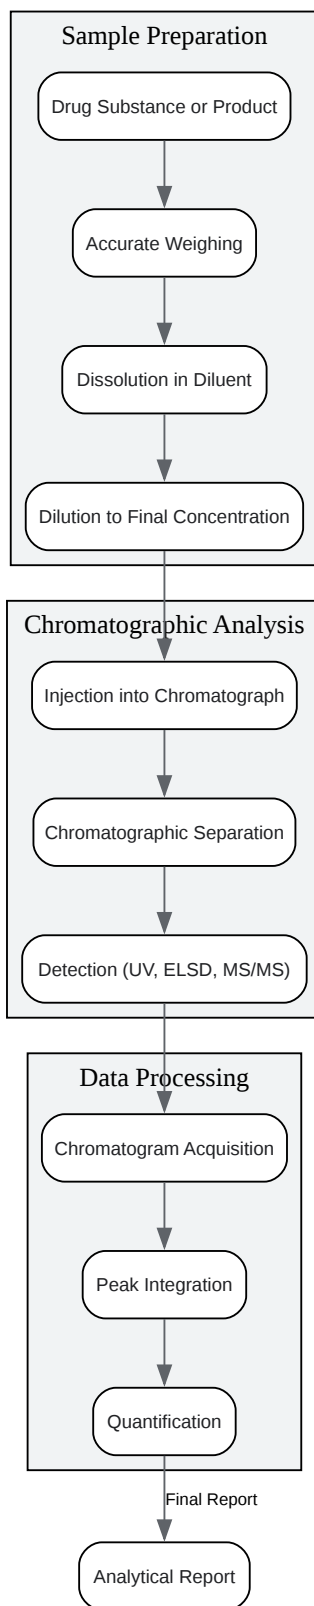 Sample Preparation
Drug Substance or Product
Accurate Weighing
Dissolution in Diluent
Dilution to Final Concentration
Chromatographic Analysis
Injection into Chromatograph
Chromatographic Separation
Detection (UV, ELSD, MS/MS)
Data Processing
Chromatogram Acquisition
Peak Integration
Quantification
Final Report
Analytical Report